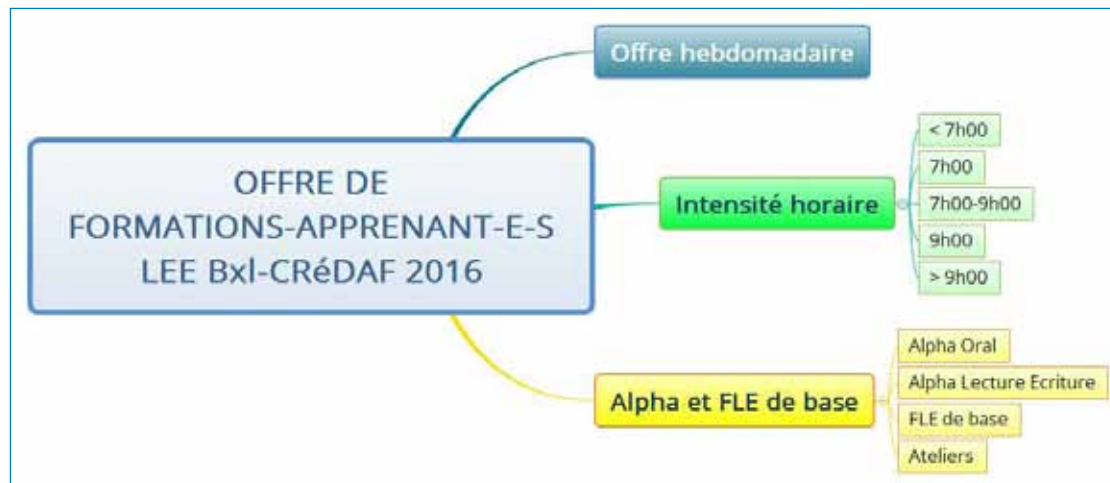 Offre hebdomadaire
OFFRE DE
FORMATIONS-APPRENANT-E-S
LEE Bxl-CRéDAF 2016
Intensité horaire
< 7h00
7h00
7h00-9h00
9h00
> 9h00
Alpha et FLE de base
Alpha Oral
Alpha Lecture Ecriture
FLE de base
Ateliers